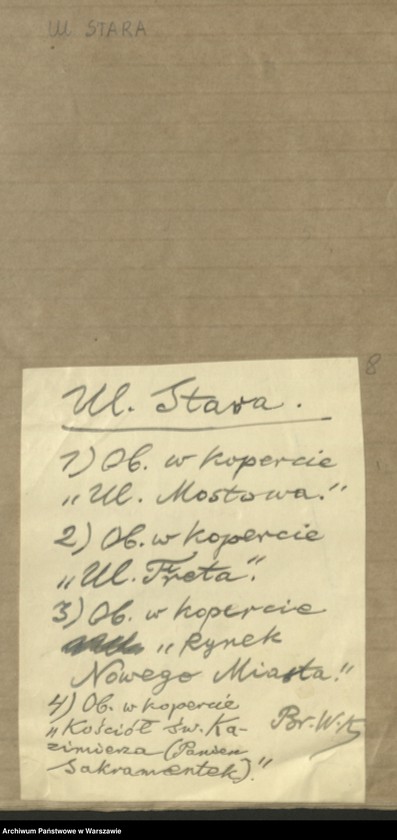 Ul. STARA
8
Ul. Stara.
1) Ob. w kopercie
„Ul. Mostowa."
2) Ob. w kopercie
„Ul. Freta."
3) Ob. w kopercie
„Rynek
Nowego Miasta."
4) Ob. w kopercie
„Kościół św. Ka-
zimierza (Panien
Sakramentek)."
Br. W. K.
Archiwum Państwowe w Warszawie